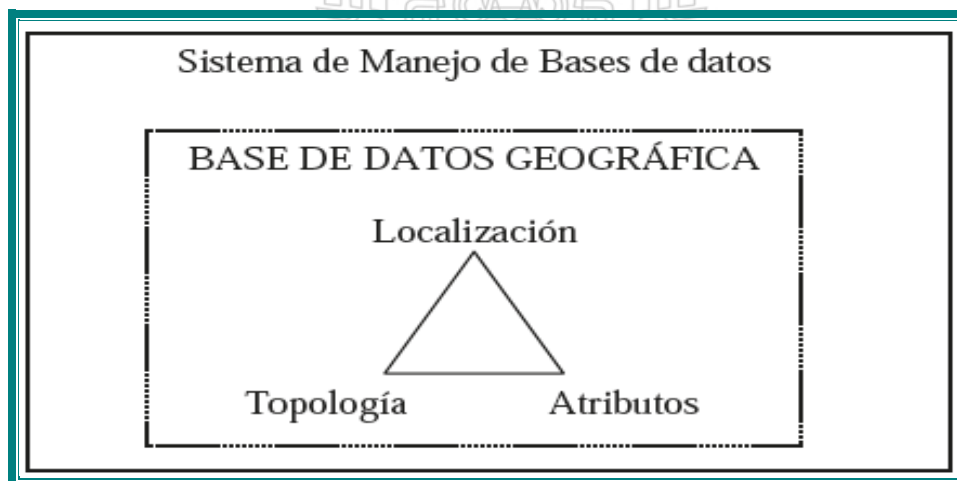 Sistema de Manejo de Bases de datos
BASE DE DATOS GEOGRÁFICA
Localización
Topología Atributos